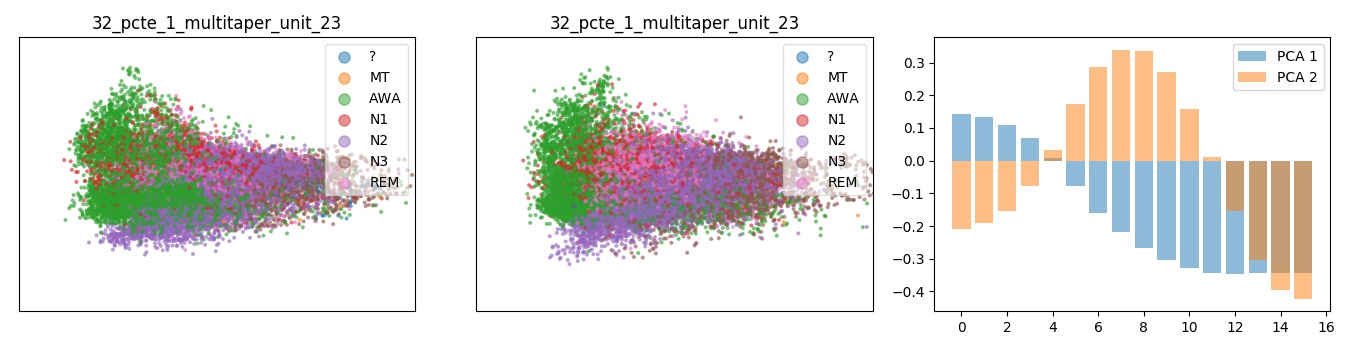 32_pcte_1_multitaper_unit_23
?
MT
AWA
N1
N2
N3
REM
32_pcte_1_multitaper_unit_23
?
MT
AWA
N1
N2
N3
REM
PCA 1
PCA 2
0.3
0.2
0.1
0.0
−0.1
−0.2
−0.3
−0.4
0 2 4 6 8 10 12 14 16